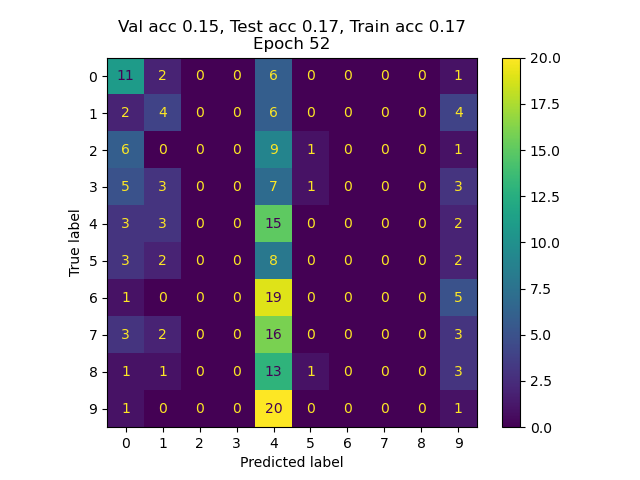 Val acc 0.15, Test acc 0.17, Train acc 0.17
Epoch 52
0 11 2 0 0 6 0 0 0 0 1
1 2 4 0 0 6 0 0 0 0 4
2 6 0 0 0 9 1 0 0 0 1
3 5 3 0 0 7 1 0 0 0 3
4 3 3 0 0 15 0 0 0 0 2
5 3 2 0 0 8 0 0 0 0 2
6 1 0 0 0 19 0 0 0 0 5
7 3 2 0 0 16 0 0 0 0 3
8 1 1 0 0 13 1 0 0 0 3
9 1 0 0 0 20 0 0 0 0 1
0 1 2 3 4 5 6 7 8 9
True label
Predicted label
20.0
17.5
15.0
12.5
10.0
7.5
5.0
2.5
0.0